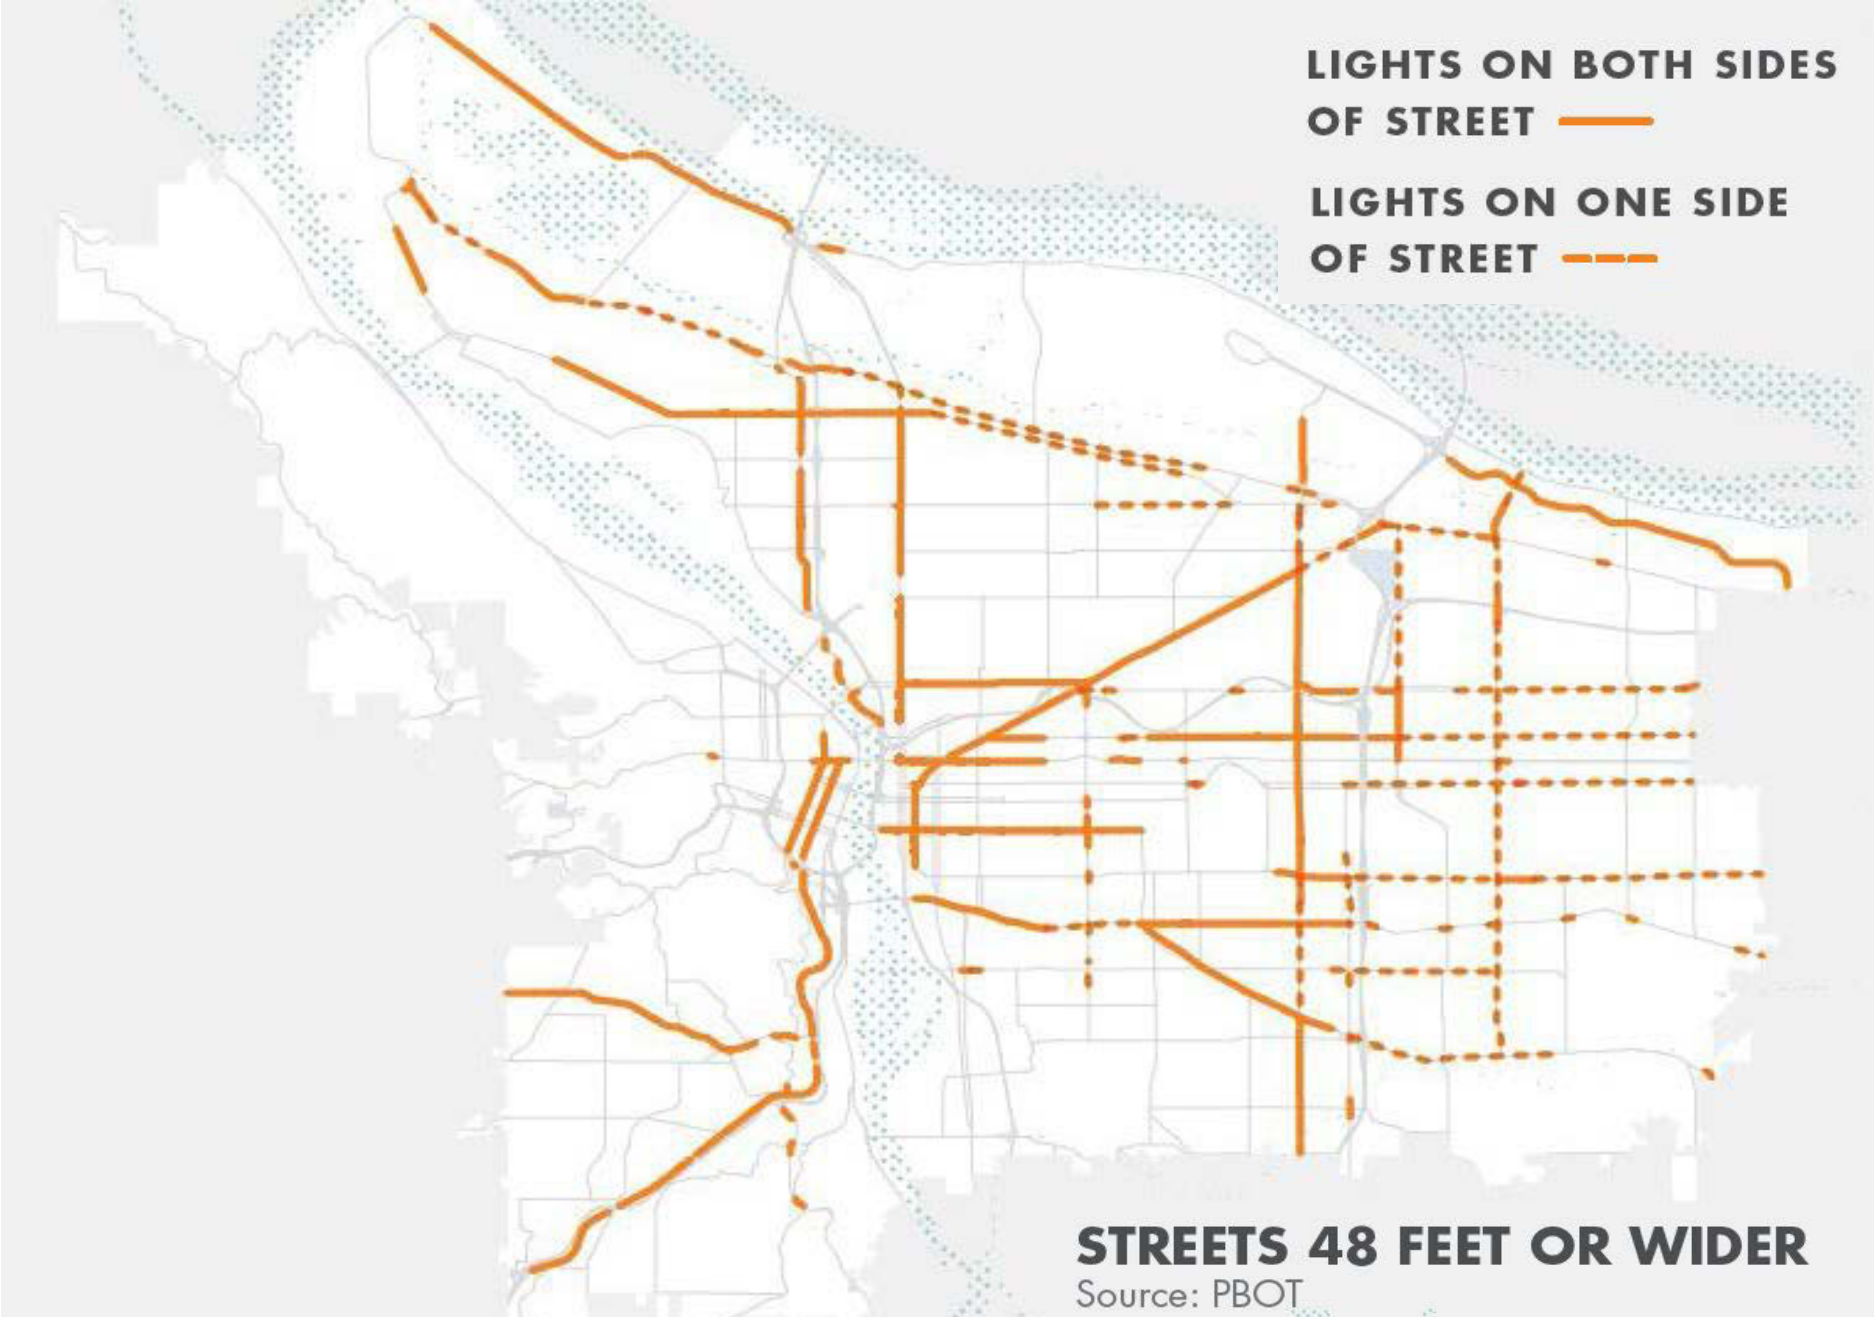 LIGHTS ON BOTH SIDES
OF STREET
LIGHTS ON ONE SIDE
OF STREET
STREETS 48 FEET OR WIDER
Source: PBOT